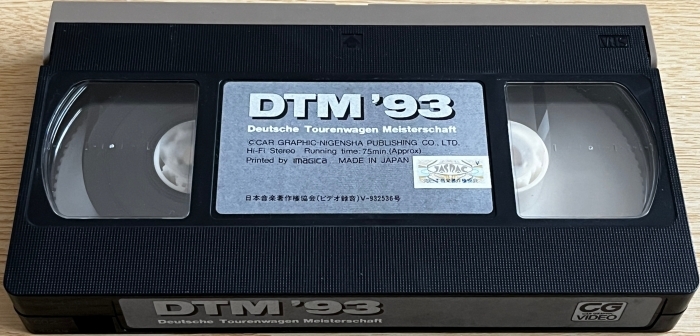 VHS
DTM '93
Deutsche Tourenwagen Meisterschaft
©CAR GRAPHIC·NIGENSHA PUBLISHING CO., LTD.
Hi-Fi Stereo Running time: 75min.(Approx)
Printed by IMAGICA MADE IN JAPAN
JASRAC
日本音楽著作権協会(ビデオ録音)V-932536号
DTM '93
Deutsche Tourenwagen Meisterschaft
CG
VIDEO